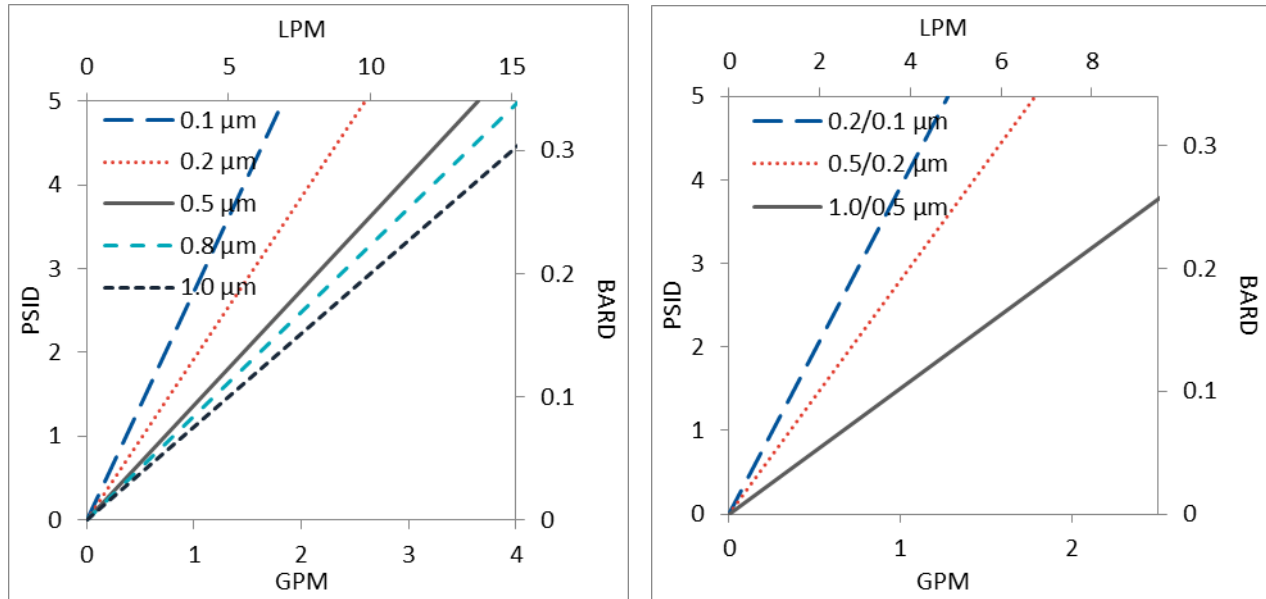 LPM
0 5 10 15
5
4
3
2
1
0
PSID
0.1 µm
0.2 µm
0.5 µm
0.8 µm
1.0 µm
0.3
0.2
0.1
0
BARD
0 1 2 3 4
GPM
LPM
0 2 4 6 8
5
4
3
2
1
0
PSID
0.2/0.1 µm
0.5/0.2 µm
1.0/0.5 µm
0.3
0.2
0.1
0
BARD
0 1 2
GPM